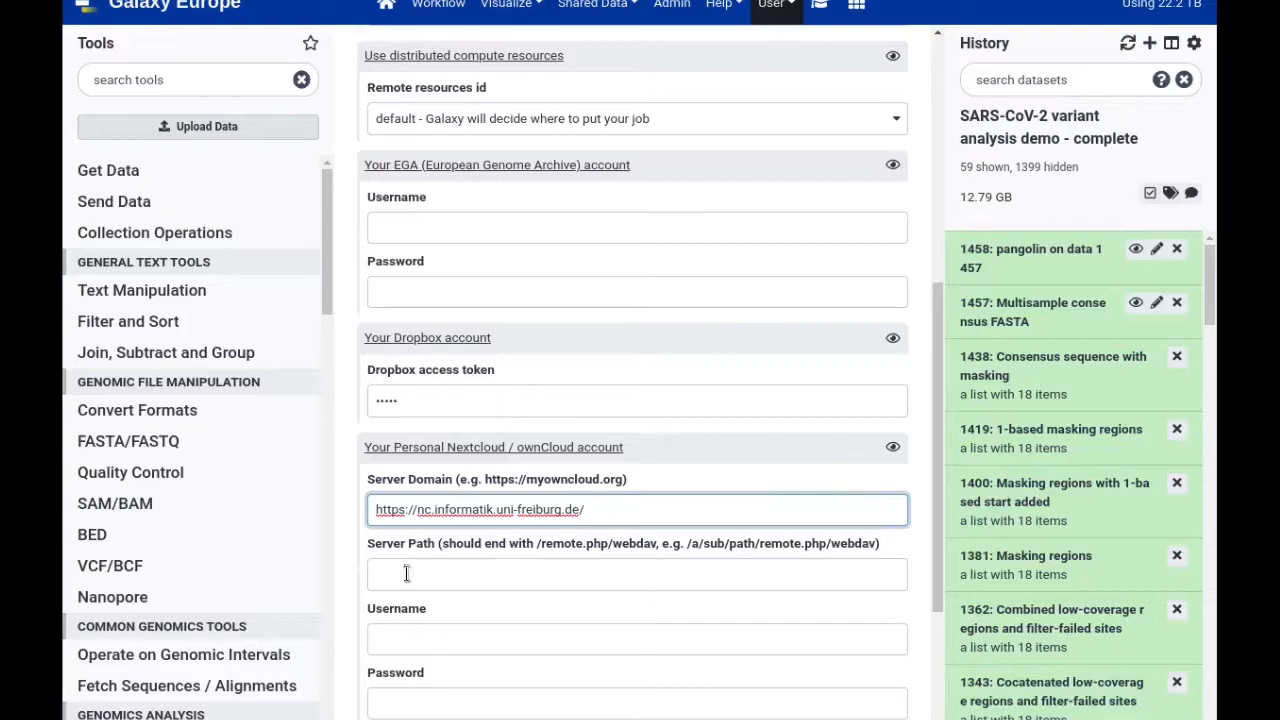 Galaxy Europe
Workflow Visualize Shared Data Admin Help User Using 22.2 TB
Tools
search tools
Upload Data
Get Data
Send Data
Collection Operations
GENERAL TEXT TOOLS
Text Manipulation
Filter and Sort
Join, Subtract and Group
GENOMIC FILE MANIPULATION
Convert Formats
FASTA/FASTQ
Quality Control
SAM/BAM
BED
VCF/BCF
Nanopore
COMMON GENOMICS TOOLS
Operate on Genomic Intervals
Fetch Sequences / Alignments
GENOMICS ANALYSIS
Use distributed compute resources
Remote resources id
default - Galaxy will decide where to put your job
Your EGA (European Genome Archive) account
Username
Password
Your Dropbox account
Dropbox access token
•••••
Your Personal Nextcloud / ownCloud account
Server Domain (e.g. https://myowncloud.org)
https://nc.informatik.uni-freiburg.de/
Server Path (should end with /remote.php/webdav, e.g. /a/sub/path/remote.php/webdav)
Username
Password
History
search datasets
SARS-CoV-2 variant
analysis demo - complete
59 shown, 1399 hidden
12.79 GB
1458: pangolin on data 1
457
1457: Multisample conse
nsus FASTA
1438: Consensus sequence with
masking
a list with 18 items
1419: 1-based masking regions
a list with 18 items
1400: Masking regions with 1-ba
sed start added
a list with 18 items
1381: Masking regions
a list with 18 items
1362: Combined low-coverage r
egions and filter-failed sites
a list with 18 items
1343: Cocatenated low-coverag
e regions and filter-failed sites
a list with 18 items